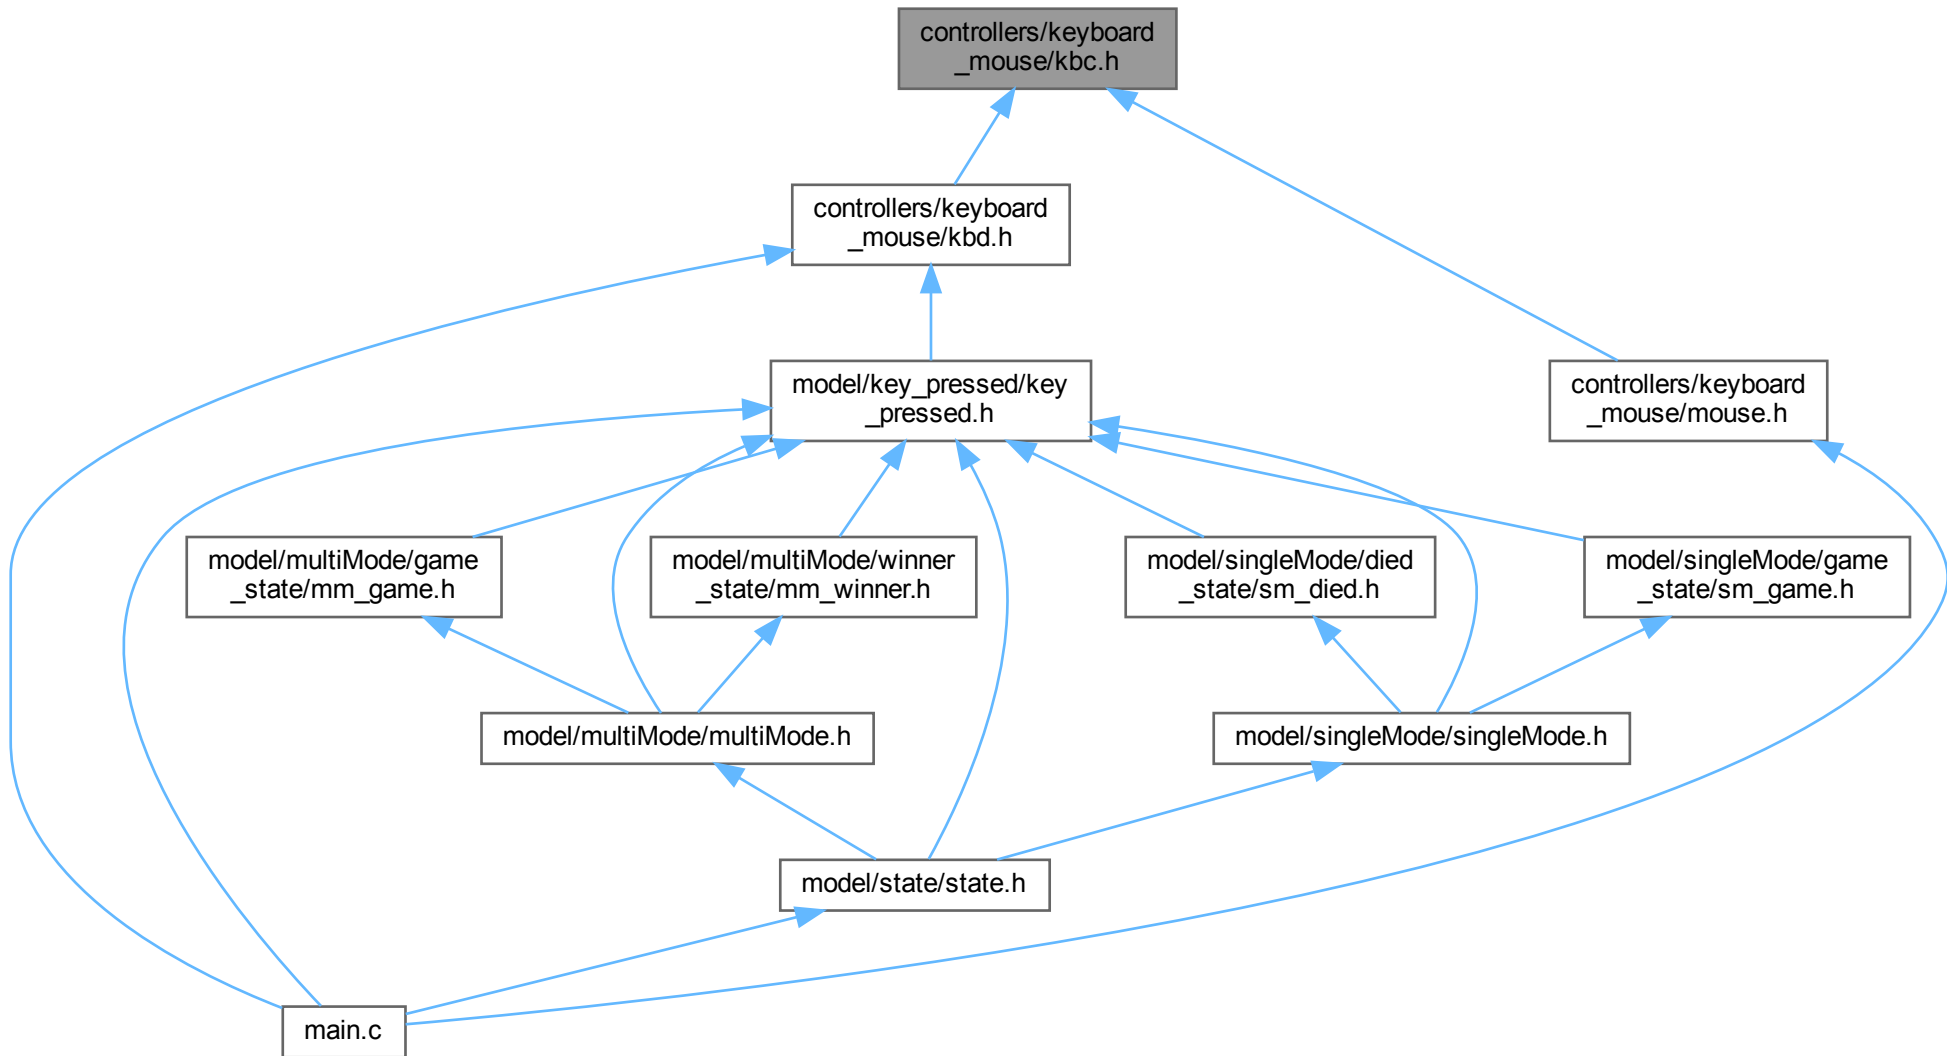 controllers/keyboard
_mouse/kbc.h
controllers/keyboard
_mouse/kbd.h
model/key_pressed/key
_pressed.h
controllers/keyboard
_mouse/mouse.h
model/multiMode/game
_state/mm_game.h
model/multiMode/winner
_state/mm_winner.h
model/singleMode/died
_state/sm_died.h
model/singleMode/game
_state/sm_game.h
model/multiMode/multiMode.h
model/singleMode/singleMode.h
model/state/state.h
main.c